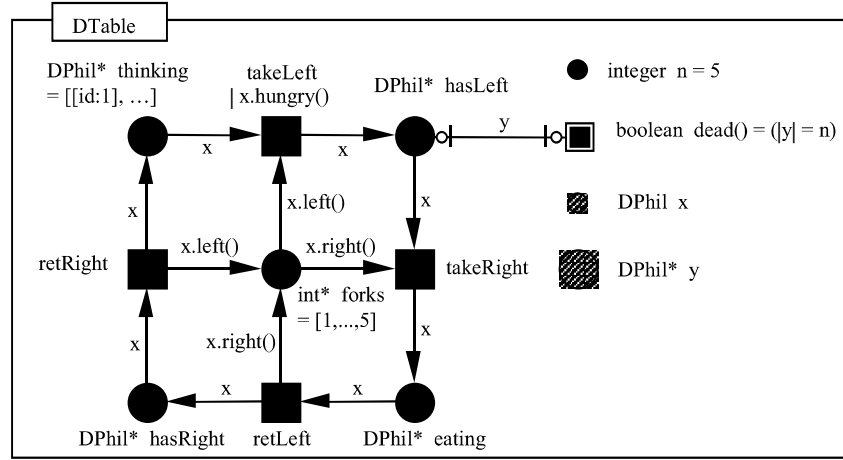 DTable
DPhil* thinking
= [[id:1], …]
takeLeft
| x.hungry()
DPhil* hasLeft
integer n = 5
y
boolean dead() = (|y| = n)
x
x
x
x.left()
x
DPhil x
x.left()
x.right()
retRight
takeRight
DPhil* y
int* forks
= [1,...,5]
x
x.right()
x
x
x
DPhil* hasRight
retLeft
DPhil* eating